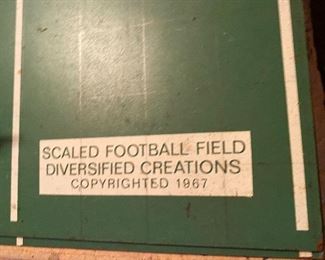 SCALED FOOTBALL FIELD
DIVERSIFIED CREATIONS
COPYRIGHTED 1967